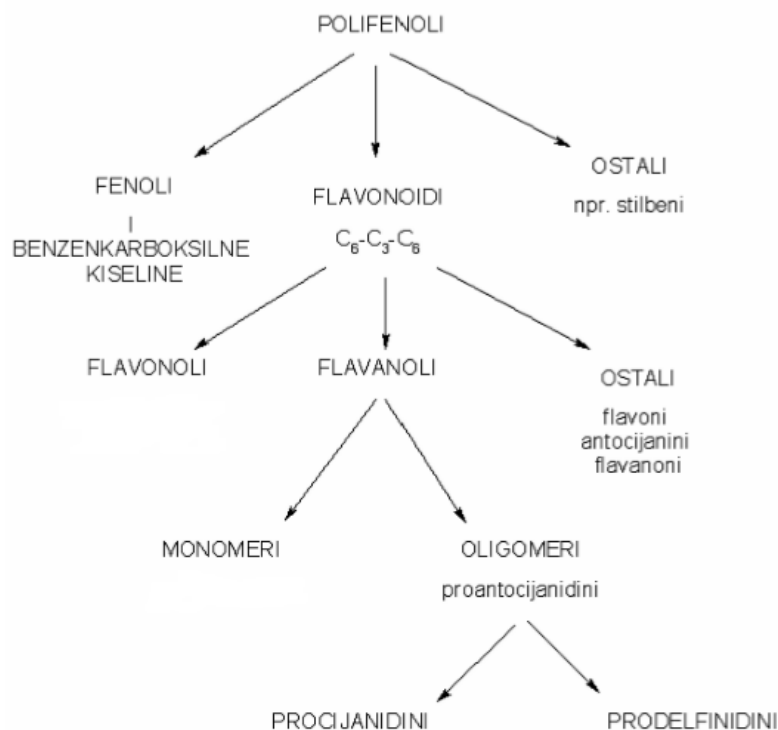 POLIFENOLI
FENOLI
I
BENZENKARBOKSILNE
KISELINE
FLAVONOIDI
C₆-C₃-C₆
OSTALI
npr. stilbeni
FLAVONOLI
FLAVANOLI
OSTALI
flavoni
antocijanini
flavanoni
MONOMERI
OLIGOMERI
proantocijanidini
PROCIJANIDINI
PRODELFINIDINI